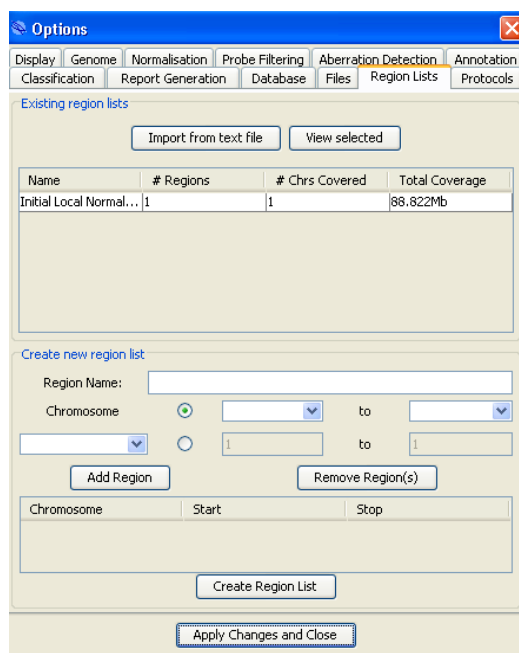 Options
Display Genome Normalisation Probe Filtering Aberration Detection Annotation
Classification Report Generation Database Files Region Lists Protocols
Existing region lists
Import from text file View selected
Name # Regions # Chrs Covered Total Coverage
Initial Local Normal... 1 1 88.822Mb
Create new region list
Region Name:
Chromosome to
1 to 1
Add Region Remove Region(s)
Chromosome Start Stop
Create Region List
Apply Changes and Close